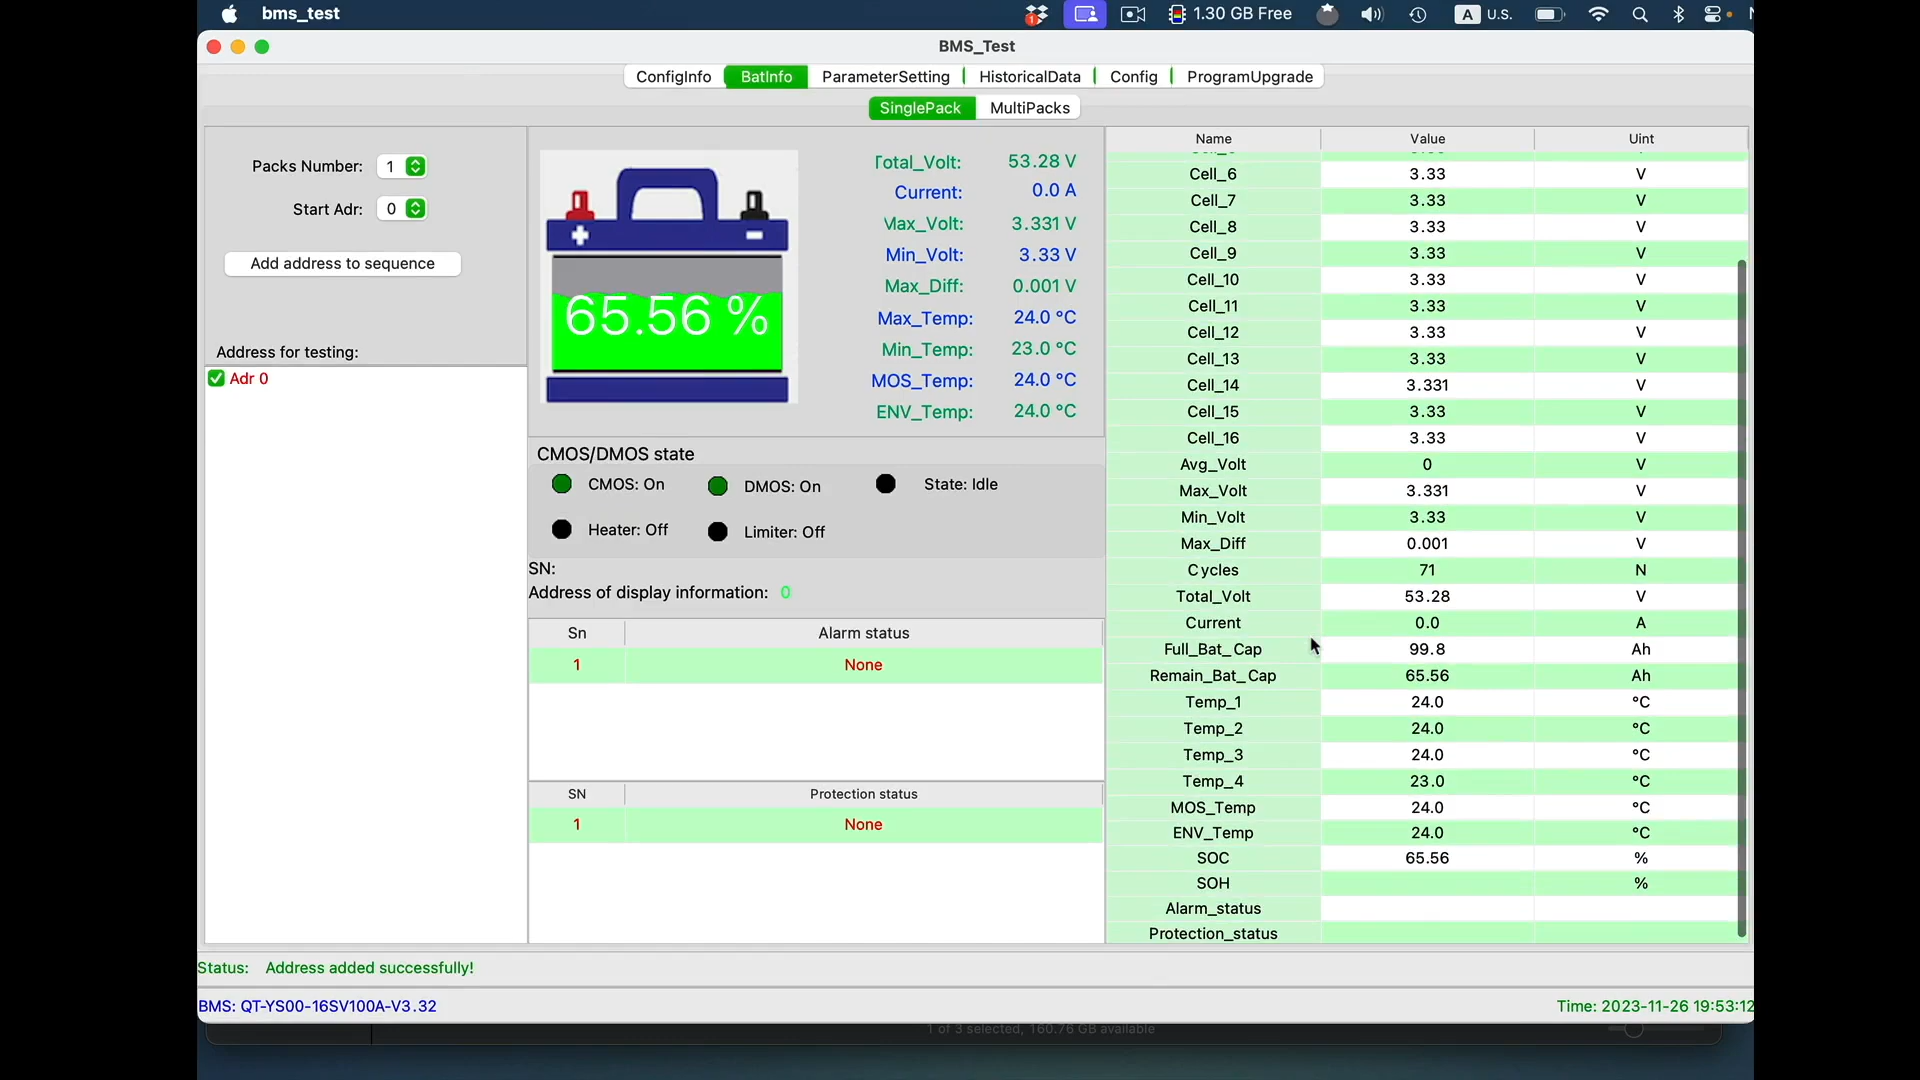 bms_test
1
1.30 GB Free
A
U.S.
BMS_Test
ConfigInfo
BatInfo
ParameterSetting
HistoricalData
Config
ProgramUpgrade
SinglePack
MultiPacks
Packs Number: 1
Start Adr: 0
Add address to sequence
Address for testing:
Adr 0
65.56 %
Total_Volt: 53.28 V
Current: 0.0 A
Max_Volt: 3.331 V
Min_Volt: 3.33 V
Max_Diff: 0.001 V
Max_Temp: 24.0 °C
Min_Temp: 23.0 °C
MOS_Temp: 24.0 °C
ENV_Temp: 24.0 °C
CMOS/DMOS state
CMOS: On
DMOS: On
State: Idle
Heater: Off
Limiter: Off
SN:
Address of display information: 0
Sn Alarm status
1 None
SN Protection status
1 None
Name Value Uint
Cell_6 3.33 V
Cell_7 3.33 V
Cell_8 3.33 V
Cell_9 3.33 V
Cell_10 3.33 V
Cell_11 3.33 V
Cell_12 3.33 V
Cell_13 3.33 V
Cell_14 3.331 V
Cell_15 3.33 V
Cell_16 3.33 V
Avg_Volt 0 V
Max_Volt 3.331 V
Min_Volt 3.33 V
Max_Diff 0.001 V
Cycles 71 N
Total_Volt 53.28 V
Current 0.0 A
Full_Bat_Cap 99.8 Ah
Remain_Bat_Cap 65.56 Ah
Temp_1 24.0 °C
Temp_2 24.0 °C
Temp_3 24.0 °C
Temp_4 23.0 °C
MOS_Temp 24.0 °C
ENV_Temp 24.0 °C
SOC 65.56 %
SOH %
Alarm_status
Protection_status
Status: Address added successfully!
BMS: QT-YS00-16SV100A-V3.32
Time: 2023-11-26 19:53:12
1 of 3 selected, 160.76 GB available